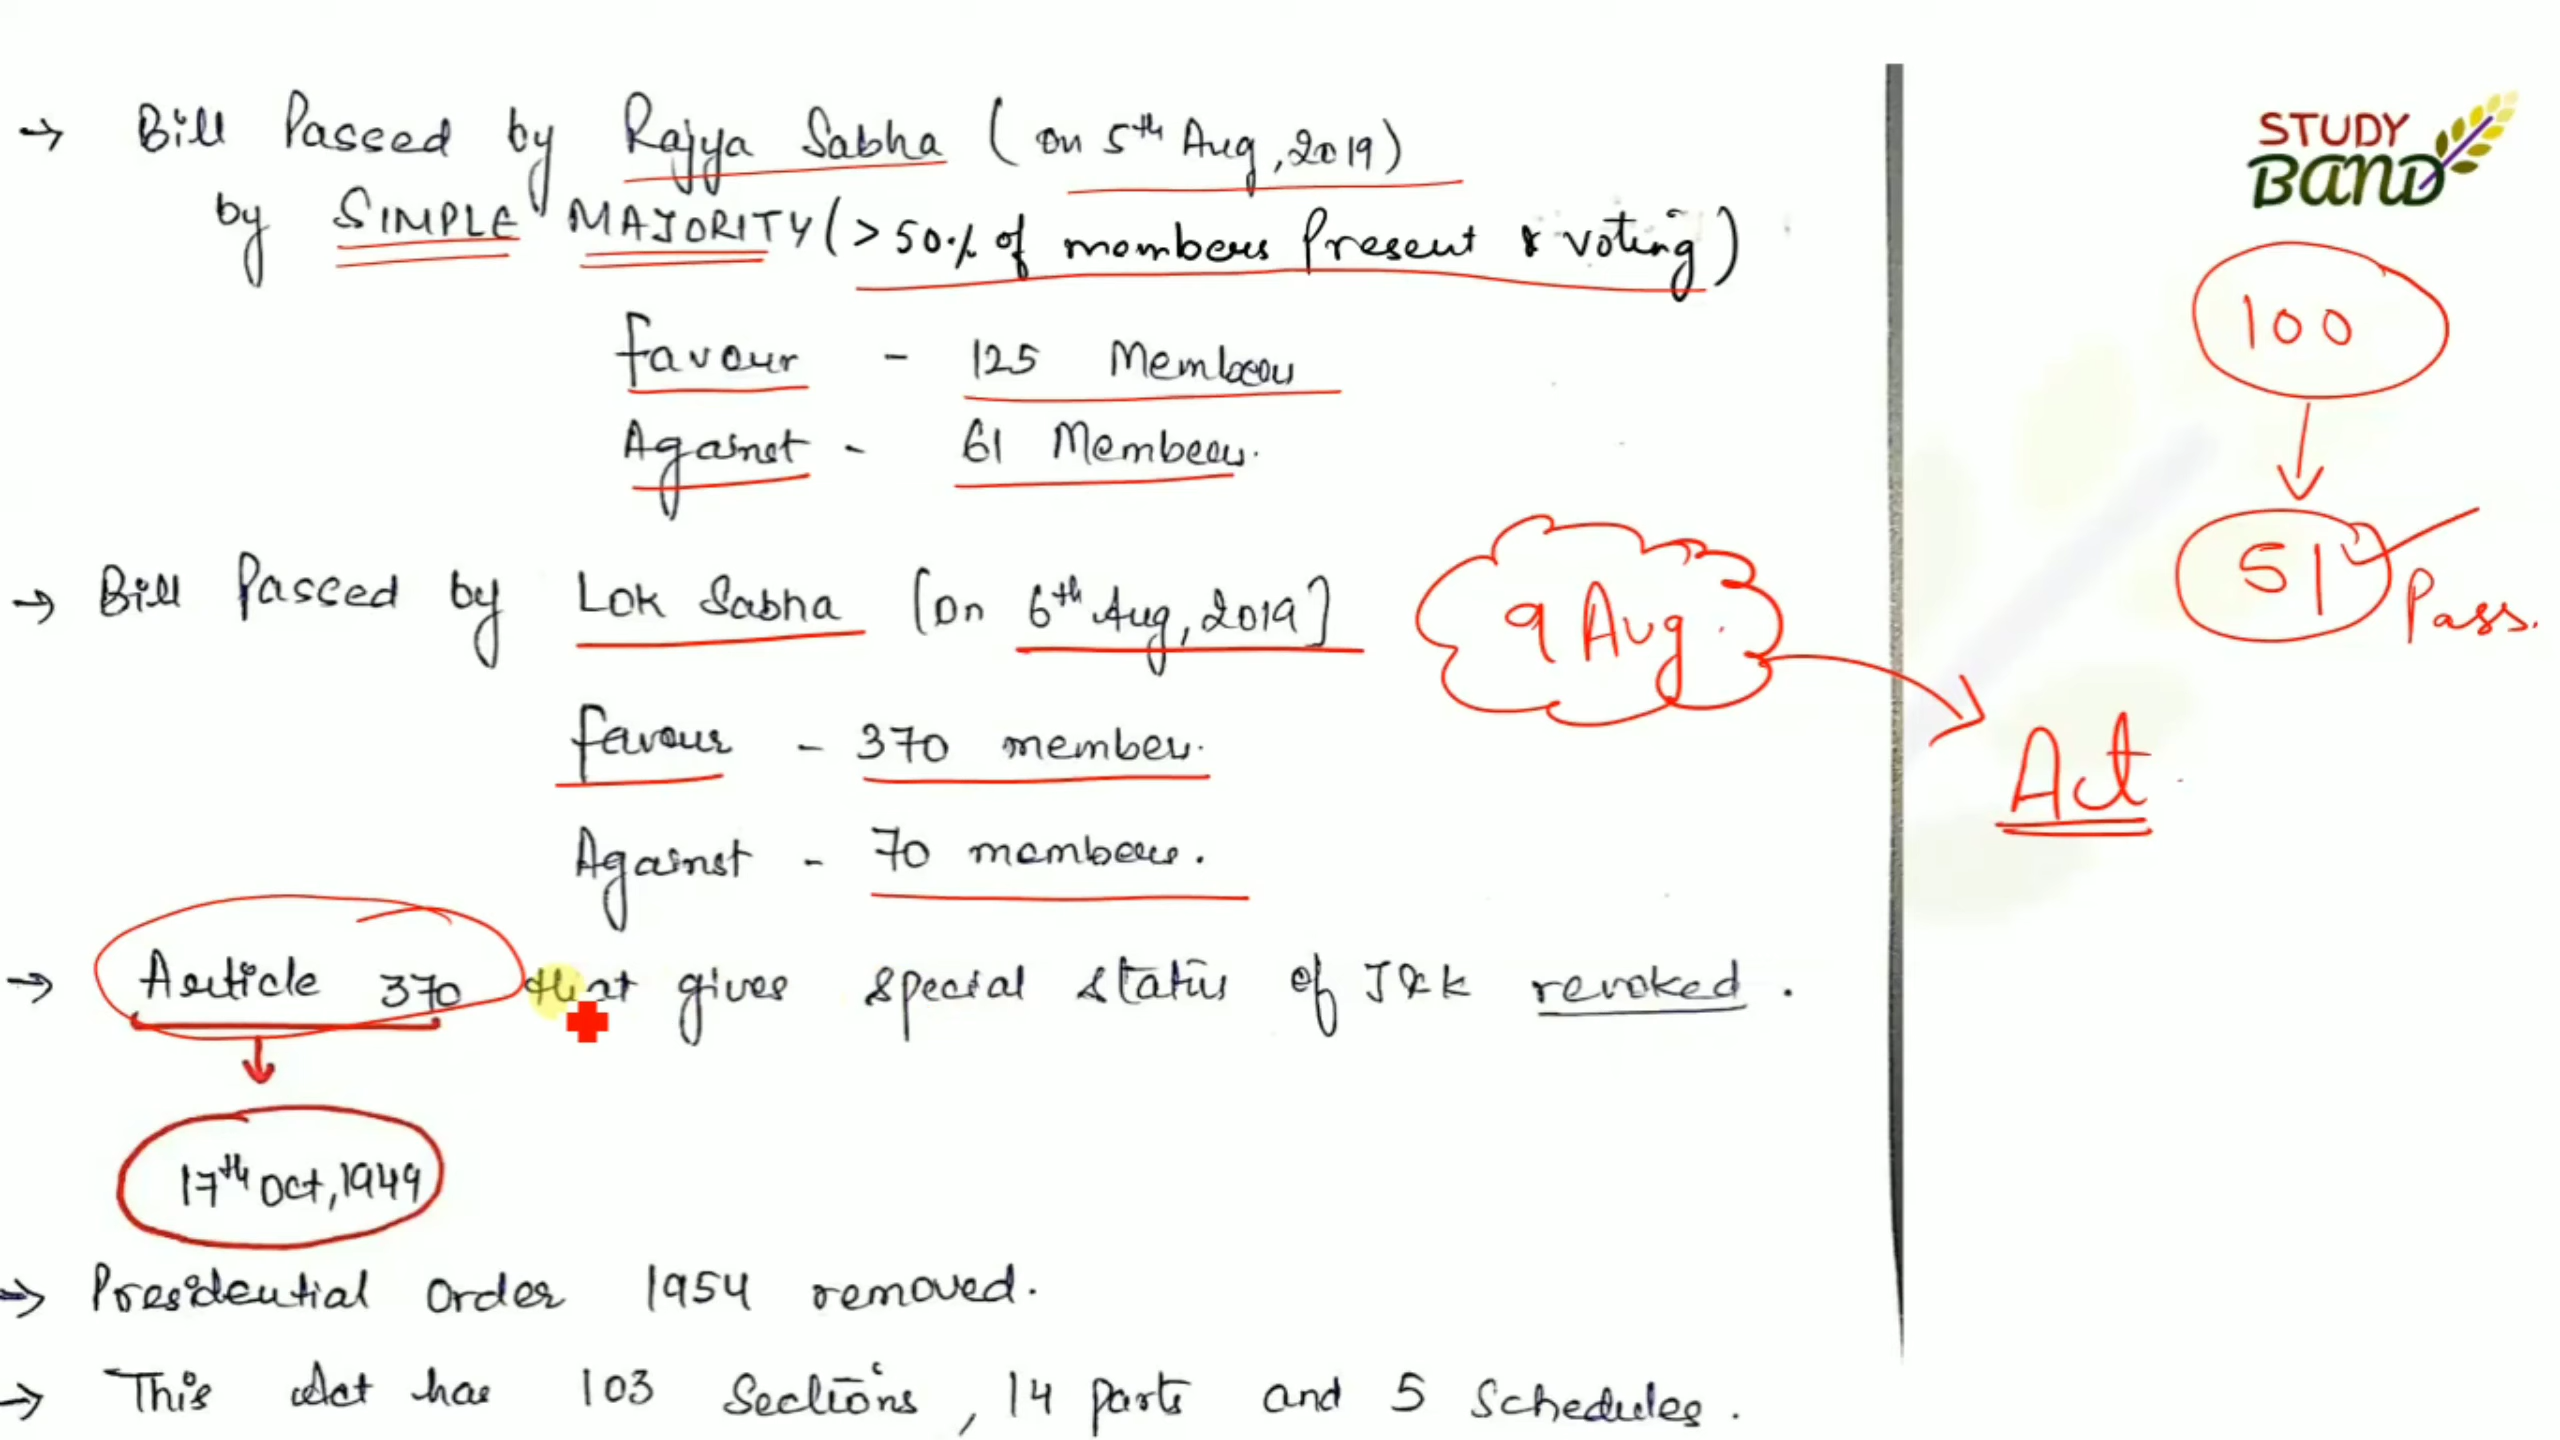 → Bill Passed by Rajya Sabha (on 5th Aug, 2019)
by SIMPLE MAJORITY (>50% of members Present & voting)
favour - 125 Members
Against - 61 Members.
→ Bill Passed by Lok Sabha [On 6th Aug, 2019]
favour - 370 members.
Against - 70 members.
→ Article 370 that gives special status of J&K revoked.
17th Oct, 1949
→ Presidential Order 1954 removed.
→ This Act has 103 Sections, 14 parts and 5 Schedules.
9 Aug.
Act
STUDY
BAND
100
51
Pass.